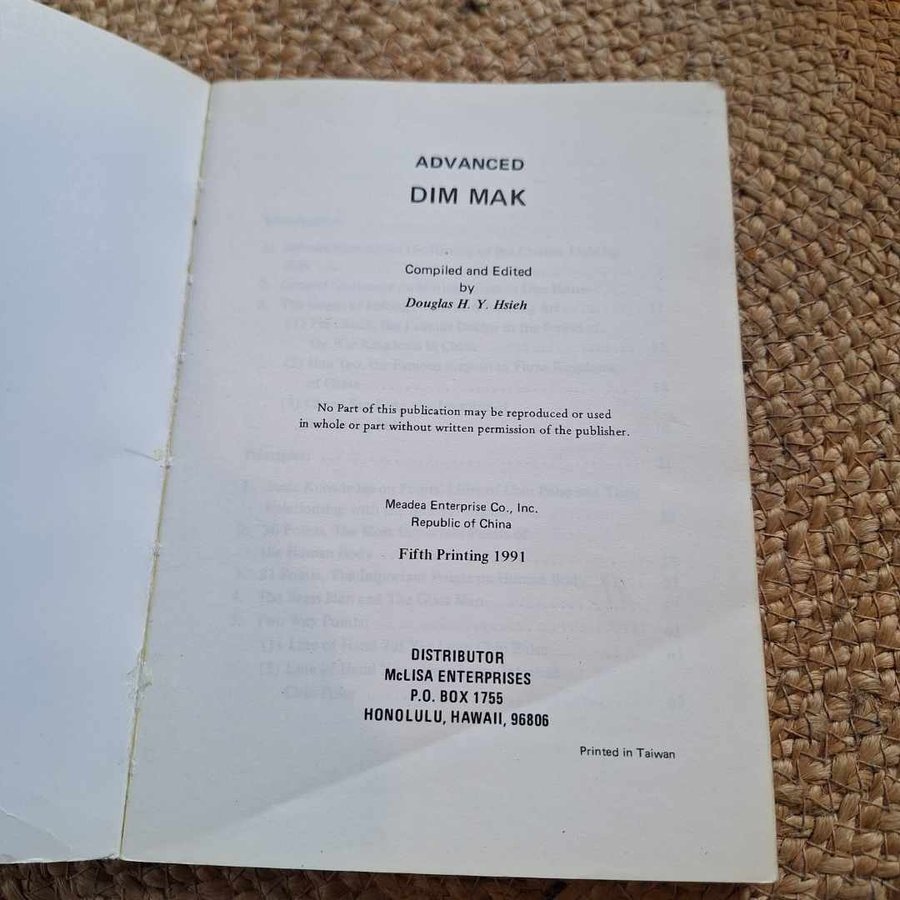 ADVANCED
DIM MAK
Compiled and Edited
by
Douglas H. Y. Hsieh
No Part of this publication may be reproduced or used
in whole or part without written permission of the publisher.
Meadea Enterprise Co., Inc.
Republic of China
Fifth Printing 1991
DISTRIBUTOR
McLISA ENTERPRISES
P.O. BOX 1755
HONOLULU, HAWAII, 96806
Printed in Taiwan